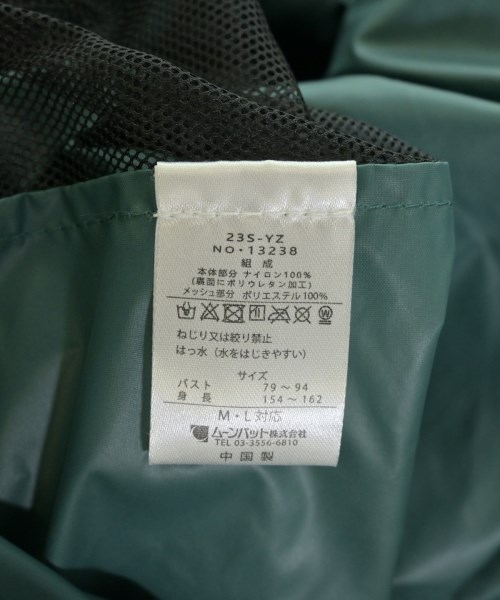 23S-YZ
NO・13238
組 成
本体部分 ナイロン100%
(裏面にポリウレタン加工)
メッシュ部分 ポリエステル100%
ねじり又は絞り禁止
はっ水（水をはじきやすい）
サイズ
バスト 79～94
身 長 154～162
M・L対応
ムーンバット株式会社
TEL 03-3556-6810
中 国 製